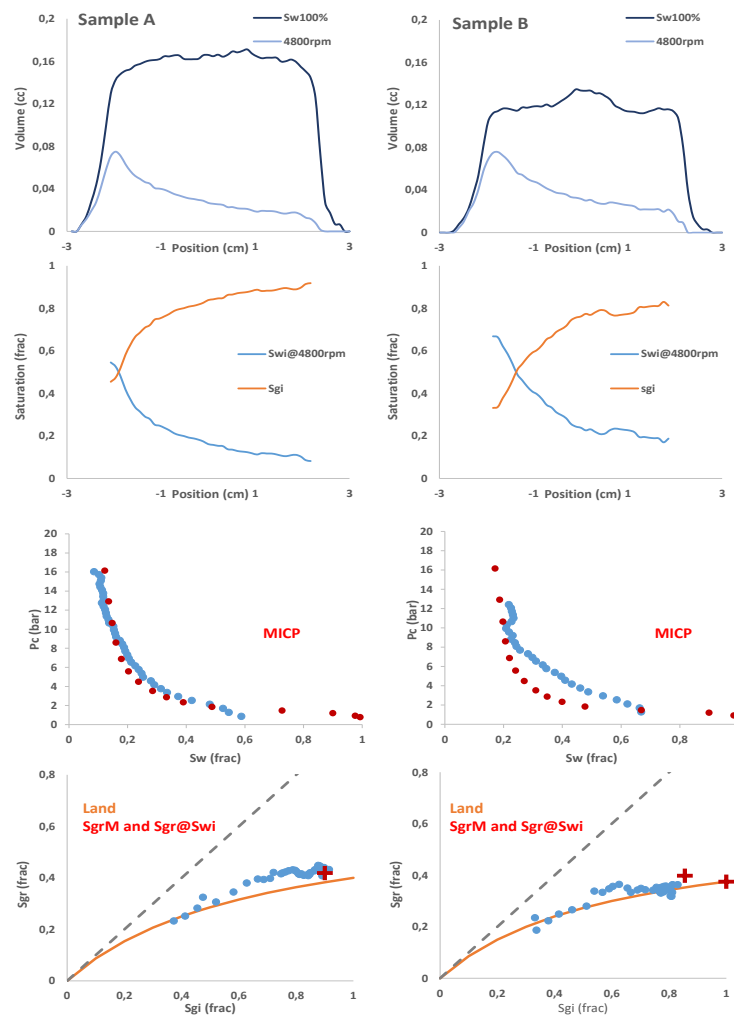 Sample A
Sw100%
4800rpm
0,2
0,16
0,12
0,08
0,04
0
Volume (cc)
-3 -1 1 3
Position (cm)
Sample B
Sw100%
4800rpm
0,2
0,16
0,12
0,08
0,04
0
Volume (cc)
-3 -1 1 3
Position (cm)
1
0,8
0,6
0,4
0,2
0
Saturation (frac)
Swi@4800rpm
Sgi
-3 -1 1 3
Position (cm)
1
0,8
0,6
0,4
0,2
0
Saturation (frac)
Swi@4800rpm
sgi
-3 -1 1 3
Position (cm)
20
18
16
14
12
10
8
6
4
2
0
Pc (bar)
MICP
0 0,2 0,4 0,6 0,8 1
Sw (frac)
20
18
16
14
12
10
8
6
4
2
0
Pc (bar)
MICP
0 0,2 0,4 0,6 0,8
Sw (frac)
0,8
0,6
0,4
0,2
0
Sgr (frac)
Land
SgrM and Sgr@Swi
0 0,2 0,4 0,6 0,8 1
Sgi (frac)
0,8
0,6
0,4
0,2
0
Sgr (frac)
Land
SgrM and Sgr@Swi
0 0,2 0,4 0,6 0,8 1
Sgi (frac)